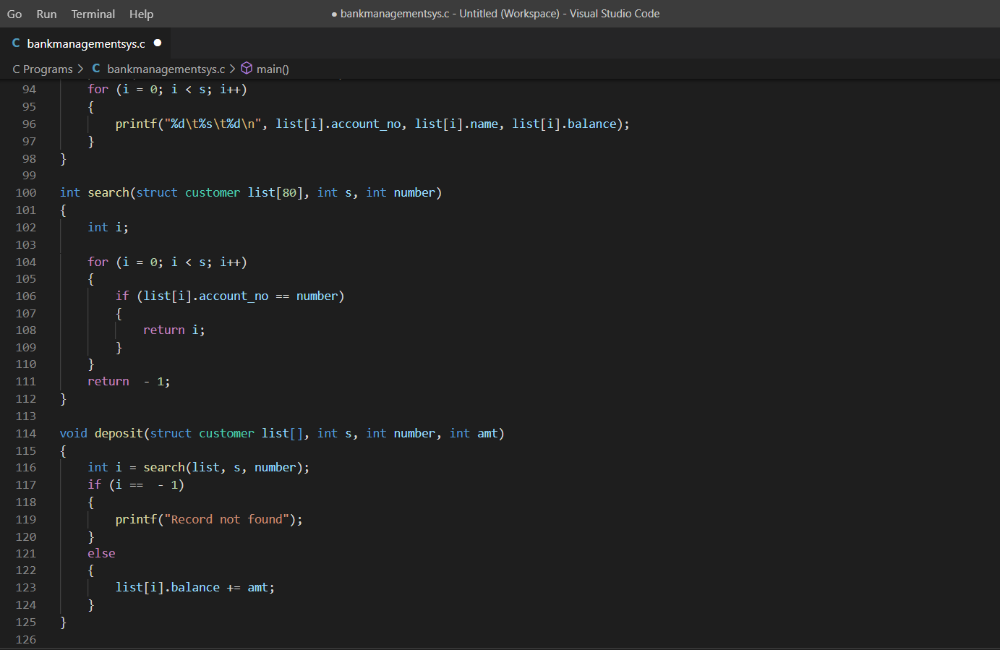 Go Run Terminal Help ● bankmanagementsys.c - Untitled (Workspace) - Visual Studio Code
C bankmanagementsys.c ●
C Programs > C bankmanagementsys.c > main()
94 for (i = 0; i < s; i++)
95 {
96 printf("%d\t%s\t%d\n", list[i].account_no, list[i].name, list[i].balance);
97 }
98 }
99
100 int search(struct customer list[80], int s, int number)
101 {
102 int i;
103
104 for (i = 0; i < s; i++)
105 {
106 if (list[i].account_no == number)
107 {
108 return i;
109 }
110 }
111 return  - 1;
112 }
113
114 void deposit(struct customer list[], int s, int number, int amt)
115 {
116 int i = search(list, s, number);
117 if (i ==  - 1)
118 {
119 printf("Record not found");
120 }
121 else
122 {
123 list[i].balance += amt;
124 }
125 }
126